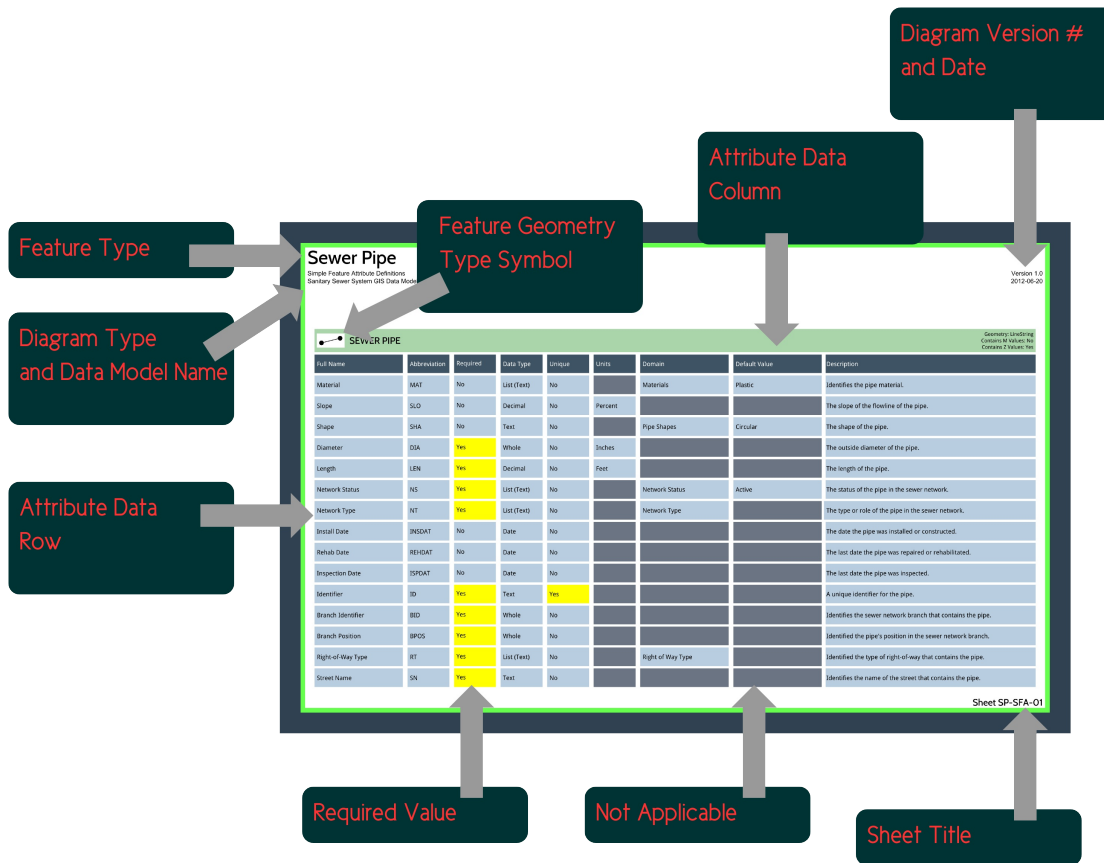 Diagram Version #
and Date
Attribute Data
Column
Feature Type
Feature Geometry
Type Symbol
Diagram Type
and Data Model Name
Attribute Data
Row
Sewer Pipe
Simple Feature Attribute Definitions
Sanitary Sewer System GIS Data Mode
Version 1.0
2012-06-20
SEWER PIPE
Geometry: LineString
Contains M Values: No
Contains Z Values: Yes
Full Name Abbreviation Required Data Type Unique Units Domain Default Value Description
Material MAT No List (Text) No Materials Plastic Identifies the pipe material.
Slope SLO No Decimal No Percent The slope of the flowline of the pipe.
Shape SHA No Text No Pipe Shapes Circular The shape of the pipe.
Diameter DIA Yes Whole No Inches The outside diameter of the pipe.
Length LEN Yes Decimal No Feet The length of the pipe.
Network Status NS Yes List (Text) No Network Status Active The status of the pipe in the sewer network.
Network Type NT Yes List (Text) No Network Type The type or role of the pipe in the sewer network.
Install Date INSDAT No Date No The date the pipe was installed or constructed.
Rehab Date REHDAT No Date No The last date the pipe was repaired or rehabilitated.
Inspection Date ISPDAT No Date No The last date the pipe was inspected.
Identifier ID Yes Text Yes A unique identifier for the pipe.
Branch Identifier BID Yes Whole No Identifies the sewer network branch that contains the pipe.
Branch Position BPOS Yes Whole No Identified the pipe's position in the sewer network branch.
Right-of-Way Type RT Yes List (Text) No Right of Way Type Identified the type of right-of-way that contains the pipe.
Street Name SN Yes Text No Identifies the name of the street that contains the pipe.
Sheet SP-SFA-01
Required Value
Not Applicable
Sheet Title